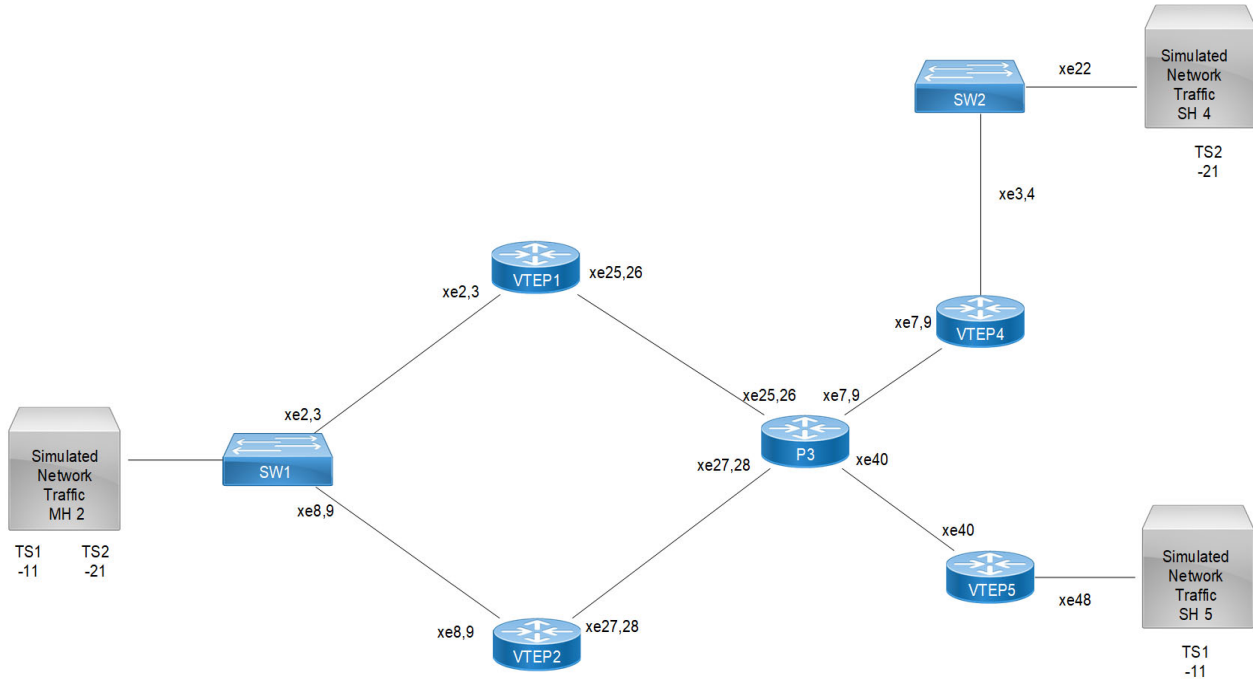 Simulated
Network
Traffic
SH 4
TS2
-21
xe22
SW2
xe3,4
VTEP1
xe25,26
xe2,3
xe7,9
VTEP4
xe25,26
xe7,9
xe2,3
Simulated
Network
Traffic
MH 2
TS1 TS2
-11 -21
SW1
xe8,9
P3
xe27,28
xe40
xe40
VTEP5
xe48
Simulated
Network
Traffic
SH 5
TS1
-11
xe8,9
VTEP2
xe27,28